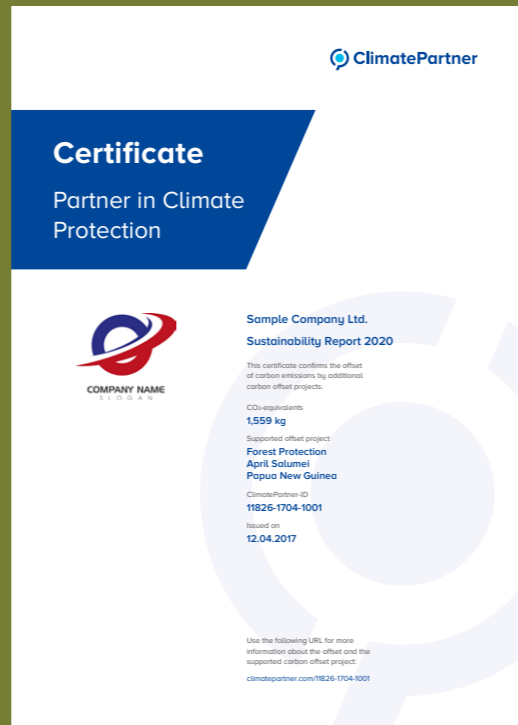 ClimatePartner
Certificate
Partner in Climate
Protection
COMPANY NAME
SLOGAN
Sample Company Ltd.
Sustainability Report 2020
This certificate confirms the offset
of carbon emissions by additional
carbon offset projects.
CO₂-equivalents
1,559 kg
Supported offset project
Forest Protection
April Salumei
Papua New Guinea
ClimatePartner-ID
11826-1704-1001
Issued on
12.04.2017
Use the following URL for more
information about the offset and the
supported carbon offset project:
climatepartner.com/11826-1704-1001